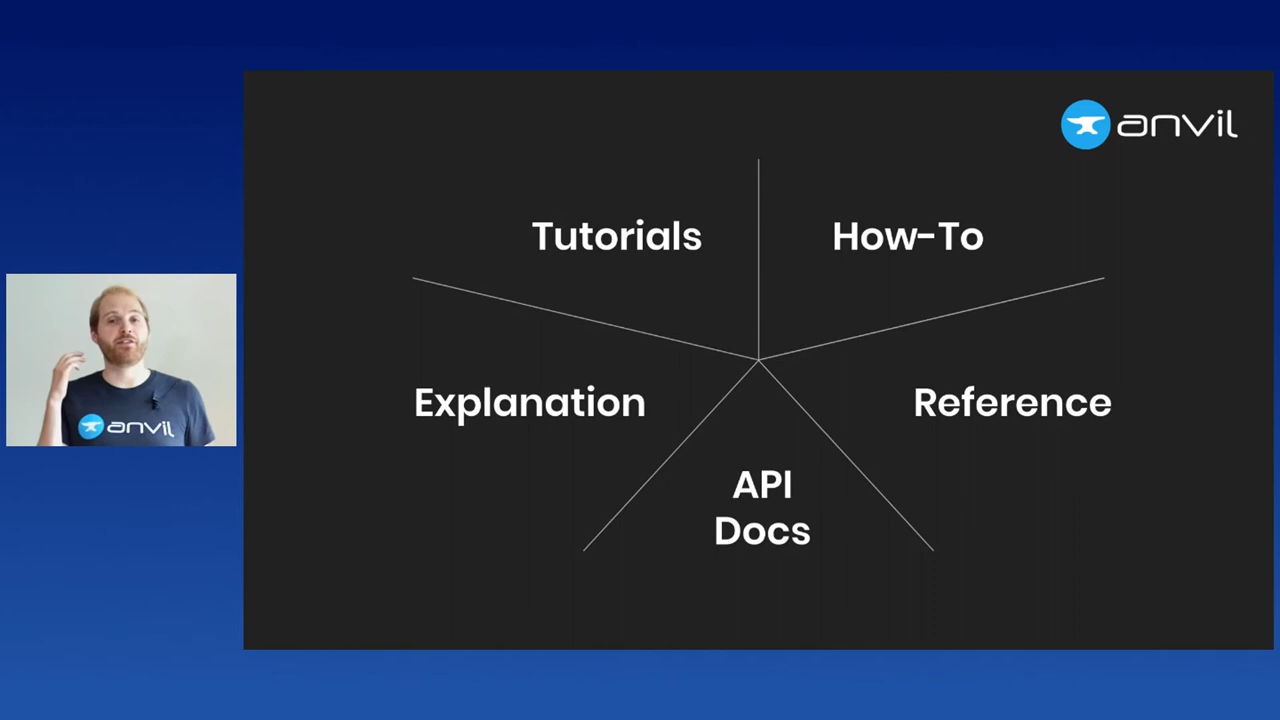 anvil
Tutorials
How-To
Explanation
Reference
API
Docs
anvil